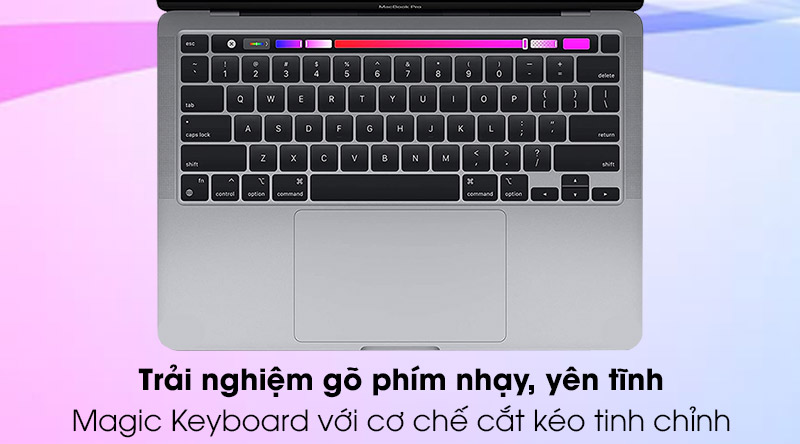 MacBook Pro
esc
~ ! @ # $ % ^ & * ( ) _ +
` 1 2 3 4 5 6 7 8 9 0 - = delete
tab Q W E R T Y U I O P { } |
[ ] \
caps lock A S D F G H J K L : " return
; '
shift Z X C V B N M < > ? shift
, . /
fn control option command command option
Trải nghiệm gõ phím nhạy, yên tĩnh
Magic Keyboard với cơ chế cắt kéo tinh chỉnh